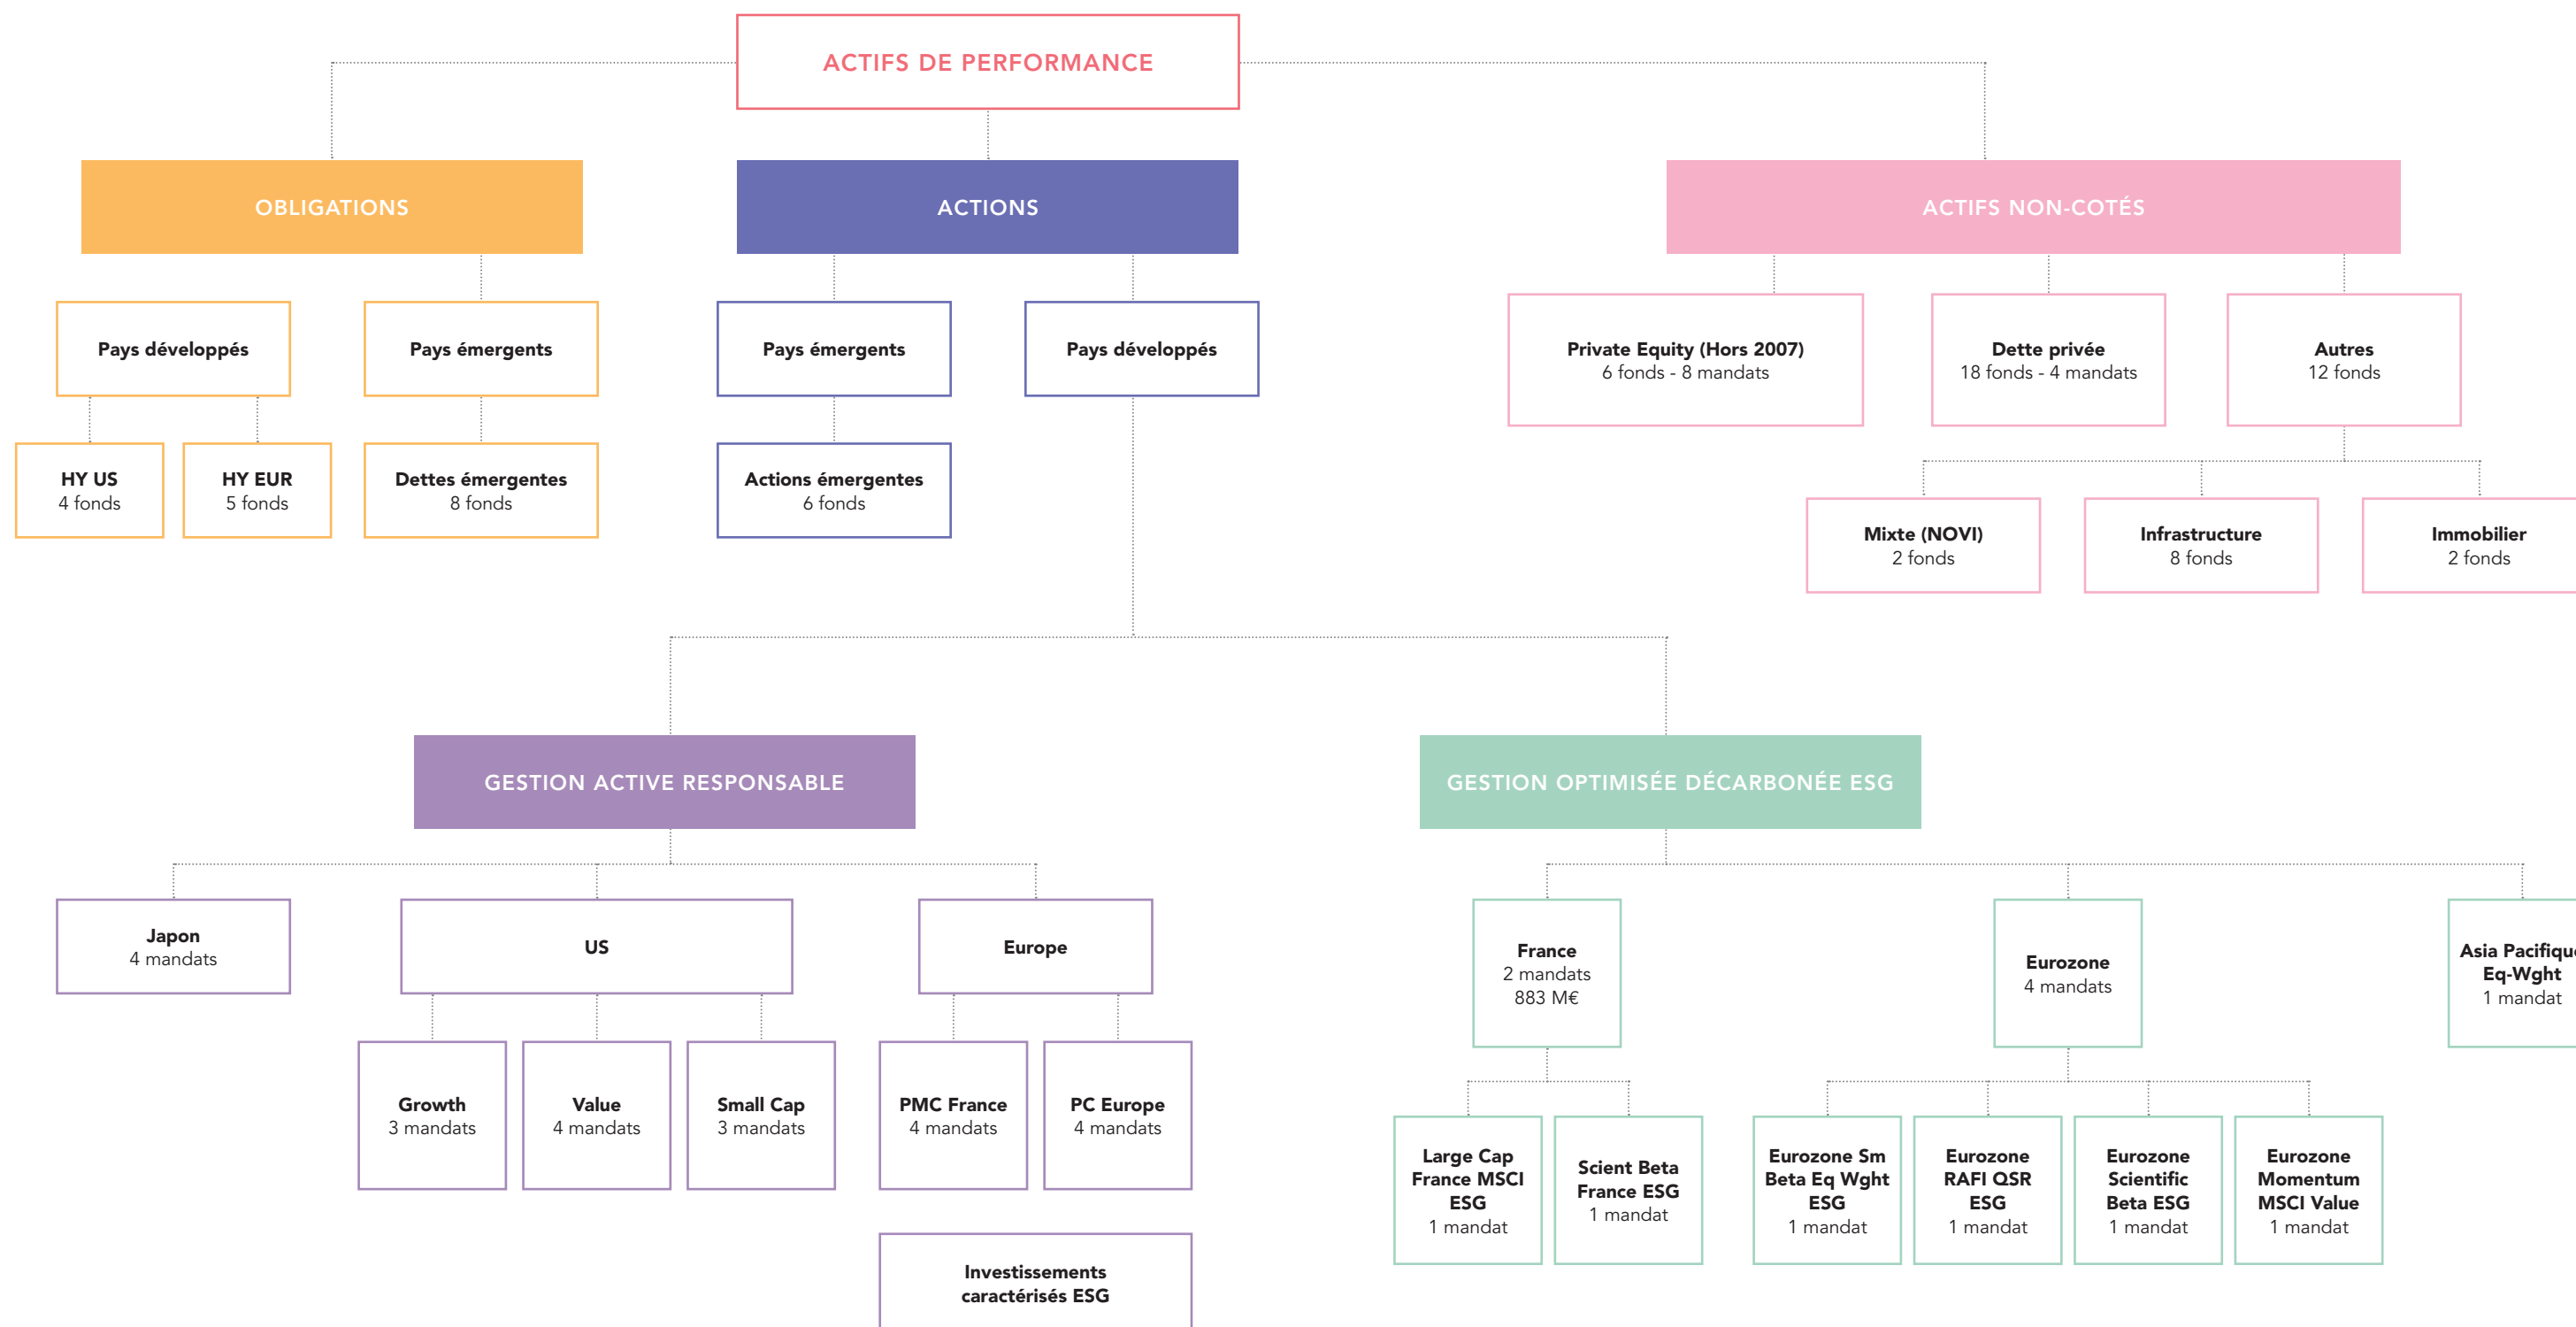 ACTIFS DE PERFORMANCE
OBLIGATIONS
ACTIONS
ACTIFS NON-COTÉS
Pays développés
Pays émergents
Pays émergents
Pays développés
Private Equity (Hors 2007)
6 fonds - 8 mandats
Dette privée
18 fonds - 4 mandats
Autres
12 fonds
HY US
4 fonds
HY EUR
5 fonds
Dettes émergentes
8 fonds
Actions émergentes
6 fonds
Mixte (NOVI)
2 fonds
Infrastructure
8 fonds
Immobilier
2 fonds
GESTION ACTIVE RESPONSABLE
GESTION OPTIMISÉE DÉCARBONÉE ESG
Japon
4 mandats
US
Europe
France
2 mandats
883 M€
Eurozone
4 mandats
Asia Pacifique
Eq-Wght
1 mandat
Growth
3 mandats
Value
4 mandats
Small Cap
3 mandats
PMC France
4 mandats
PC Europe
4 mandats
Large Cap
France MSCI
ESG
1 mandat
Scient Beta
France ESG
1 mandat
Eurozone Sm
Beta Eq Wght
ESG
1 mandat
Eurozone
RAFI QSR
ESG
1 mandat
Eurozone
Scientific
Beta ESG
1 mandat
Eurozone
Momentum
MSCI Value
1 mandat
Investissements
caractérisés ESG